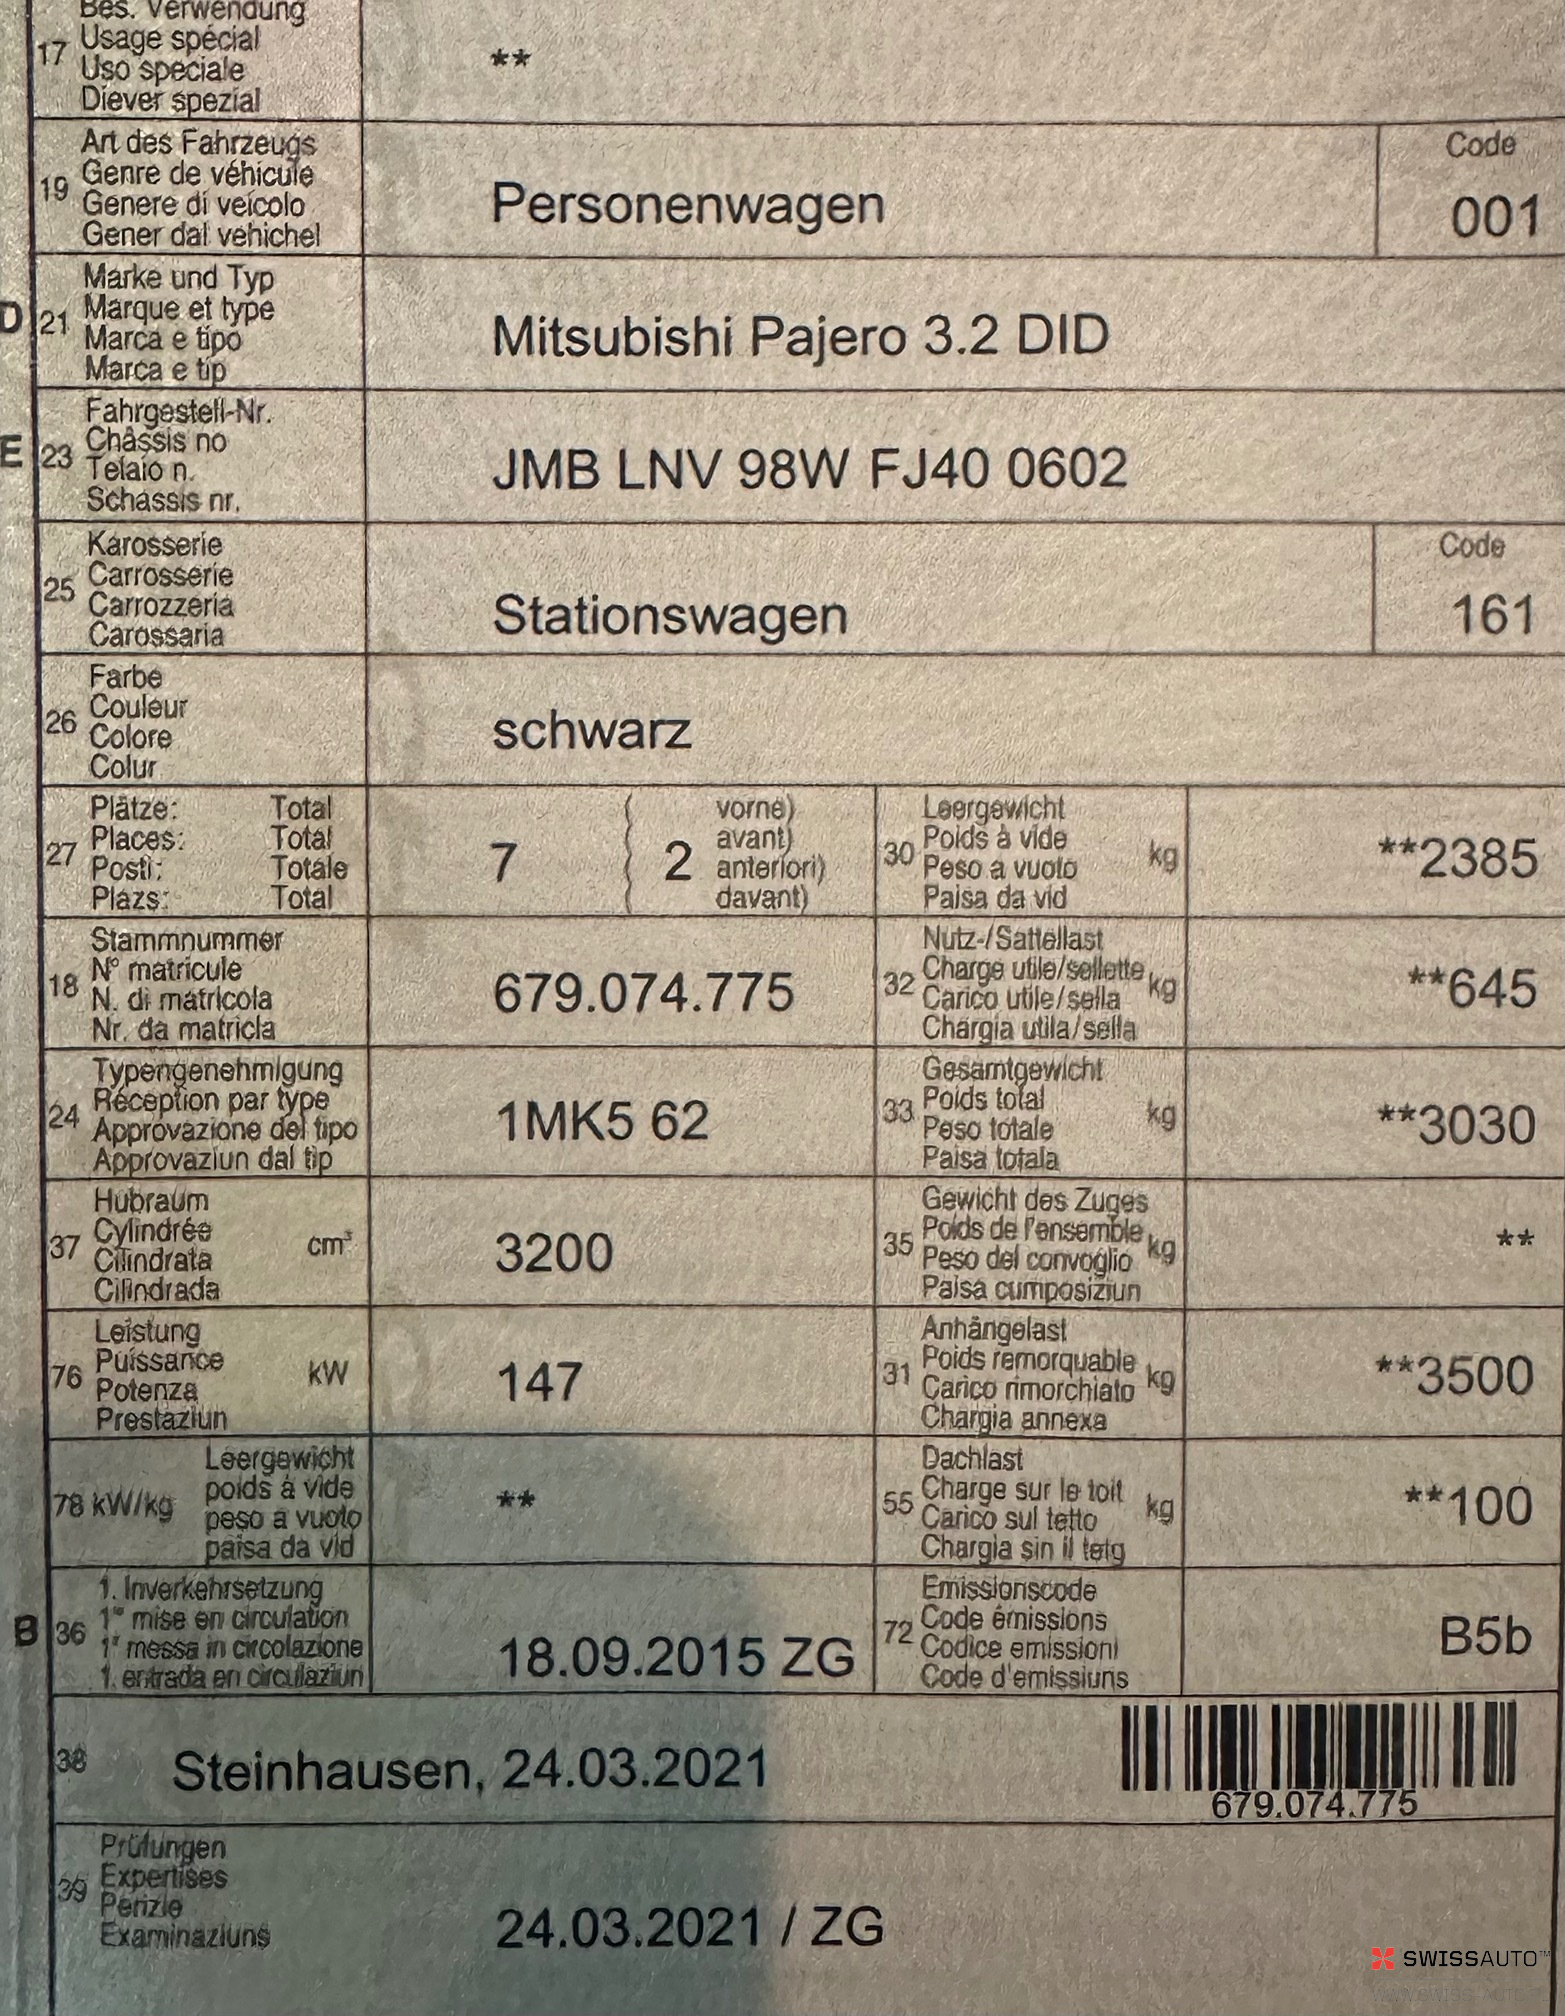 Bes. Verwendung
17 Usage spécial
Uso speciale
Diever spezial
**
Art des Fahrzeugs
19 Genre de véhicule
Genere di veicolo
Gener dal vehichel
Personenwagen
Code
001
D 21 Marke und Typ
Marque et type
Marca e tipo
Marca e tip
Mitsubishi Pajero 3.2 DID
E 23 Fahrgestell-Nr.
Châssis no
Telaio n.
Schassis nr.
JMB LNV 98W FJ40 0602
25 Karosserie
Carrosserie
Carrozzeria
Carossaria
Stationswagen
Code
161
26 Farbe
Couleur
Colore
Colur
schwarz
27 Plätze: Total
Places: Total
Posti: Totale
Plazs: Total
7 ( 2 vorne)
avant)
anteriori)
davant)
30 Leergewicht
Poids à vide kg
Peso a vuoto
Paisa da vid
**2385
18 Stammnummer
N° matricule
N. di matricola
Nr. da matricla
679.074.775
32 Nutz-/Sattellast
Charge utile/sellette kg
Carico utile/sella
Chargia utila/sella
**645
24 Typengenehmigung
Réception par type
Approvazione del tipo
Approvaziun dal tip
1MK5 62
33 Gesamtgewicht
Poids total kg
Peso totale
Paisa totala
**3030
37 Hubraum
Cylindrée cm³
Cilindrata
Cilindrada
3200
35 Gewicht des Zuges
Poids de l'ensemble kg
Peso del convoglio
Paisa cumposiziun
**
76 Leistung
Puissance kW
Potenza
Prestaziun
147
31 Anhängelast
Poids remorquable kg
Carico rimorchiato
Chargia annexa
**3500
78 kW/kg Leergewicht
poids à vide
peso a vuoto
paisa da vid
**
55 Dachlast
Charge sur le toit kg
Carico sul tetto
Chargia sin il tetg
**100
B 36 1. Inverkehrsetzung
1re mise en circulation
1a messa in circolazione
1. entrada en circulaziun
18.09.2015 ZG
72 Emissionscode
Code émissions
Codice emissioni
Code d'emissiuns
B5b
38 Steinhausen, 24.03.2021
679.074.775
39 Prüfungen
Expertises
Perizie
Examinaziuns
24.03.2021 / ZG
SWISSAUTO™